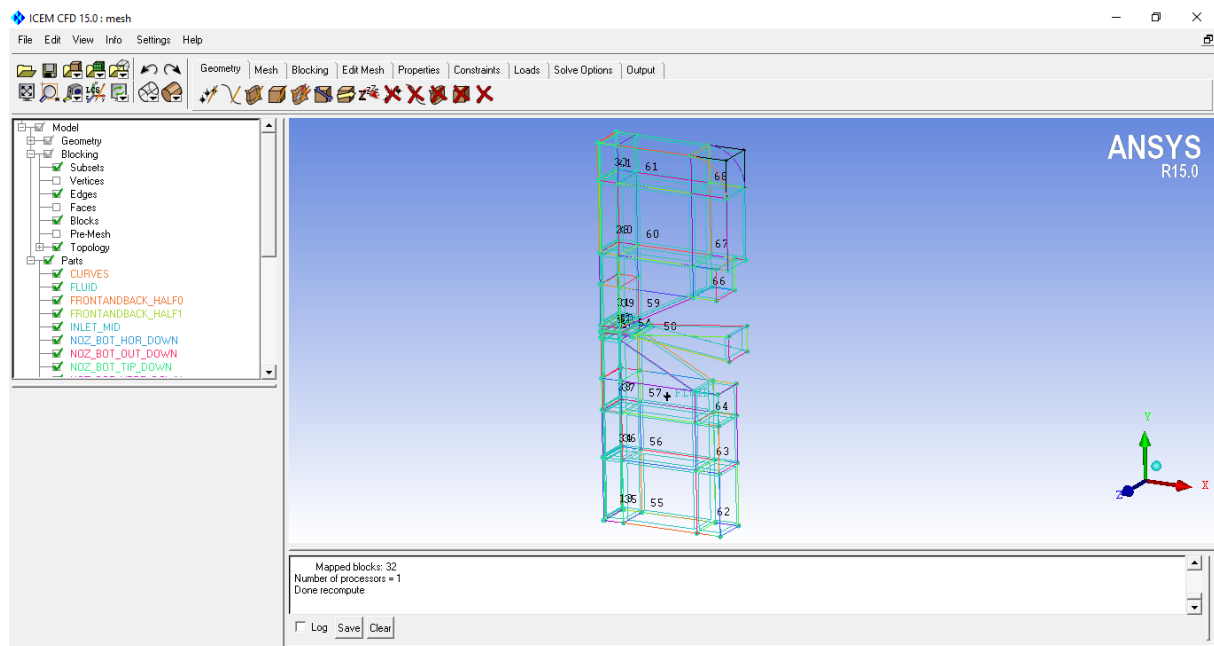 ICEM CFD 15.0 : mesh
File Edit View Info Settings Help
Geometry Mesh Blocking Edit Mesh Properties Constraints Loads Solve Options Output
Model
Geometry
Blocking
Subsets
Vertices
Edges
Faces
Blocks
Pre-Mesh
Topology
Parts
CURVES
FLUID
FRONTANDBACK_HALF0
FRONTANDBACK_HALF1
INLET_MID
NOZ_BOT_HOR_DOWN
NOZ_BOT_OUT_DOWN
NOZ_BOT_TIP_DOWN
ANSYS
R15.0
61
68
60
67
66
59
50
57
64
56
63
55
62
Y
X
Z
Mapped blocks: 32
Number of processors = 1
Done recompute
Log Save Clear